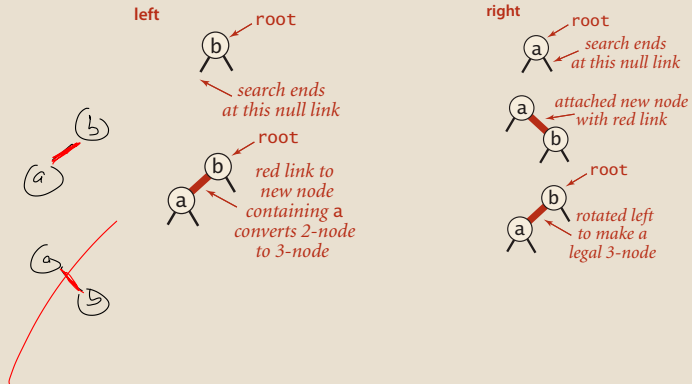 left
root
b
search ends
at this null link
root
b
a
red link to
new node
containing a
converts 2-node
to 3-node
right
root
a
search ends
at this null link
a
b
attached new node
with red link
root
b
a
rotated left
to make a
legal 3-node
b
a
a
b